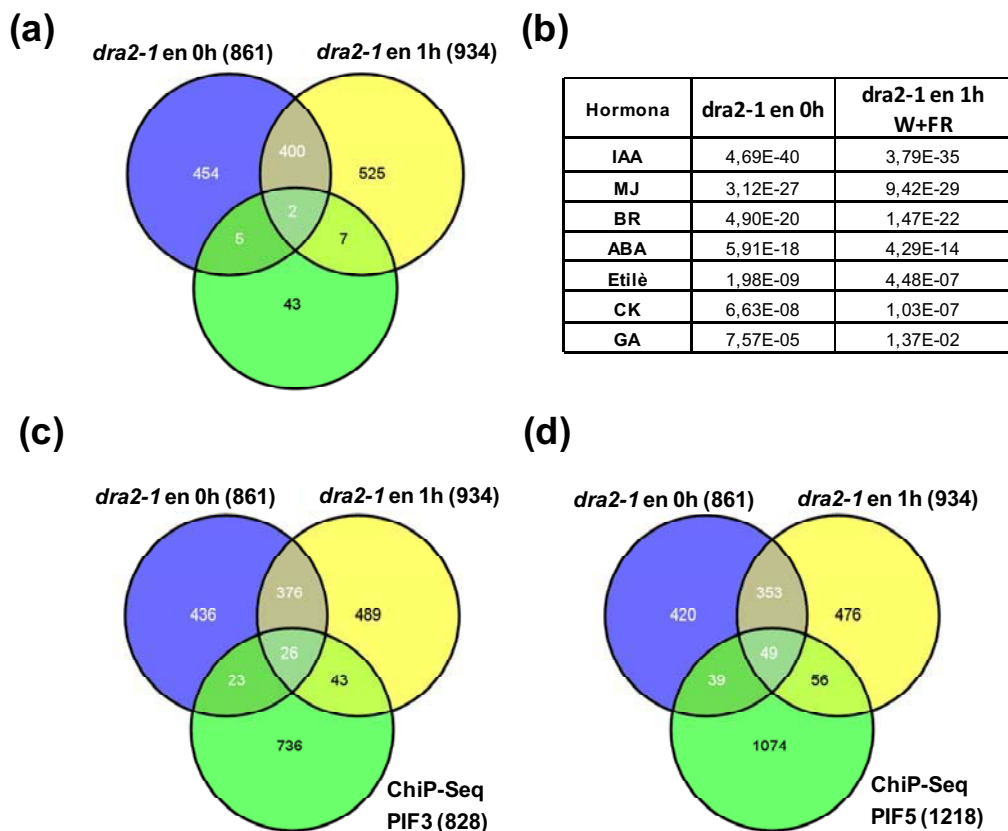 (a)
dra2-1 en 0h (861)
dra2-1 en 1h (934)
454
400
525
2
5
7
43
(b)
Hormona dra2-1 en 0h dra2-1 en 1h
W+FR
IAA 4,69E-40 3,79E-35
MJ 3,12E-27 9,42E-29
BR 4,90E-20 1,47E-22
ABA 5,91E-18 4,29E-14
Etilè 1,98E-09 4,48E-07
CK 6,63E-08 1,03E-07
GA 7,57E-05 1,37E-02
(c)
dra2-1 en 0h (861)
dra2-1 en 1h (934)
436
376
489
26
23
43
736
ChiP-Seq
PIF3 (828)
(d)
dra2-1 en 0h (861)
dra2-1 en 1h (934)
420
353
476
49
39
56
1074
ChiP-Seq
PIF5 (1218)